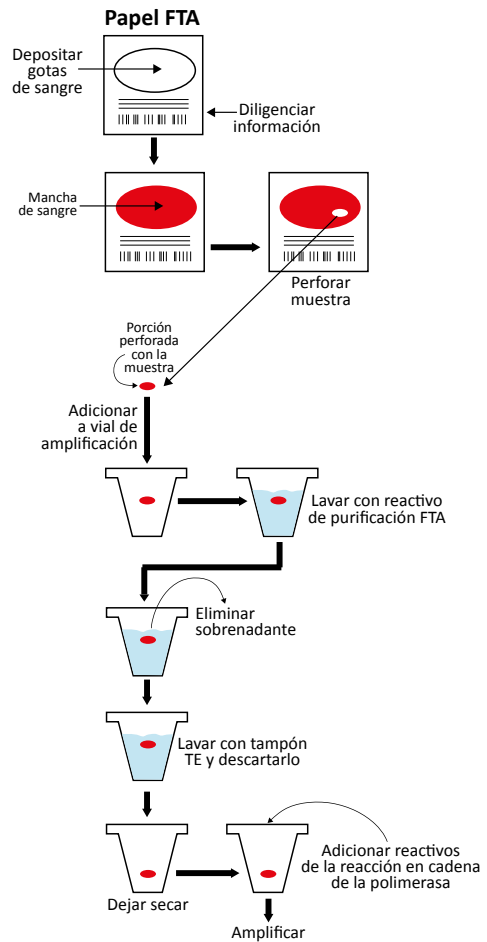 Papel FTA
Depositar
gotas
de sangre
Diligenciar
información
Mancha
de sangre
Perforar
muestra
Porción
perforada
con la
muestra
Adicionar
a vial de
amplificación
Lavar con reactivo
de purificación FTA
Eliminar
sobrenadante
Lavar con tampón
TE y descartarlo
Adicionar reactivos
de la reacción en cadena
de la polimerasa
Dejar secar
Amplificar